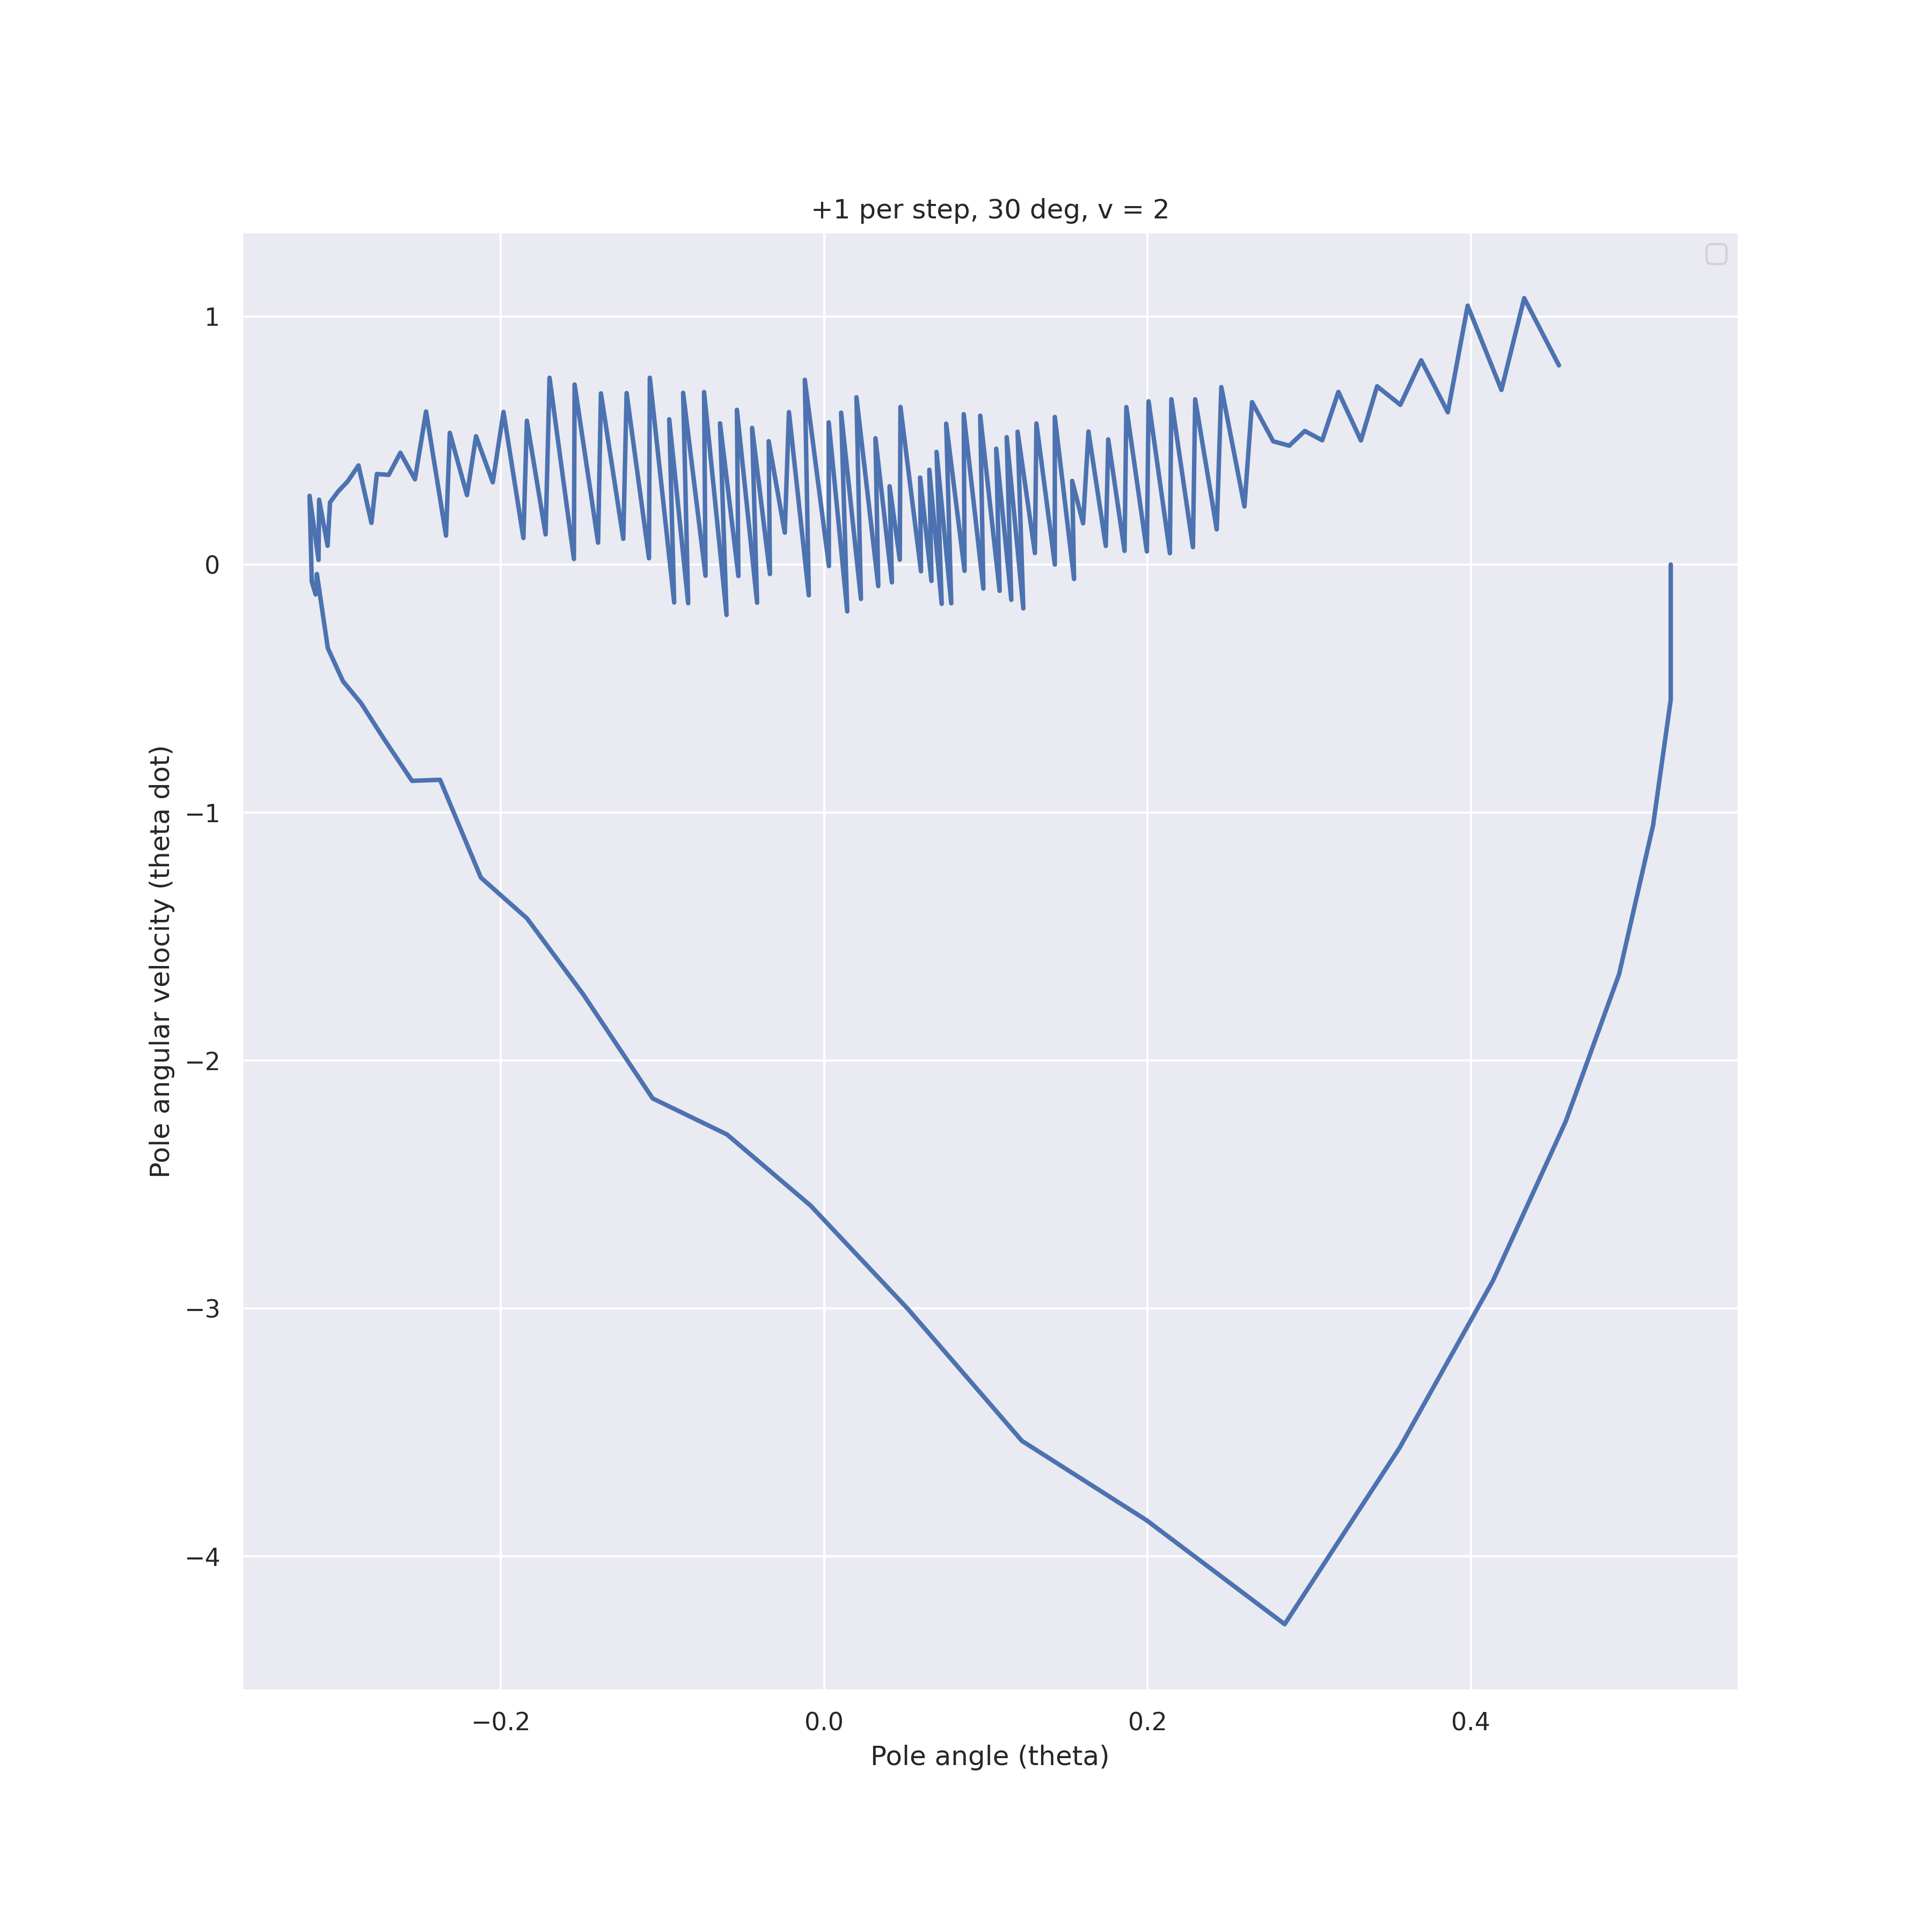 +1 per step, 30 deg, v = 2
1
0
−1
−2
−3
−4
Pole angular velocity (theta dot)
−0.2 0.0 0.2 0.4
Pole angle (theta)